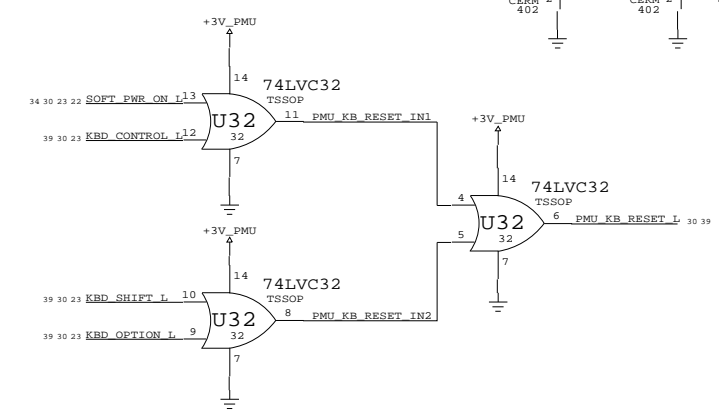 CERM 2
402
2
402
+3V_PMU
14
74LVC32
TSSOP
34 30 23 22 SOFT_PWR_ON_L 13
U32
32
11 PMU_KB_RESET_IN1
39 30 23 KBD_CONTROL_L 12
7
+3V_PMU
14
74LVC32
TSSOP
4
U32
32
6 PMU_KB_RESET_L 30 39
5
7
+3V_PMU
14
74LVC32
TSSOP
39 30 23 KBD_SHIFT_L 10
U32
32
8 PMU_KB_RESET_IN2
39 30 23 KBD_OPTION_L 9
7